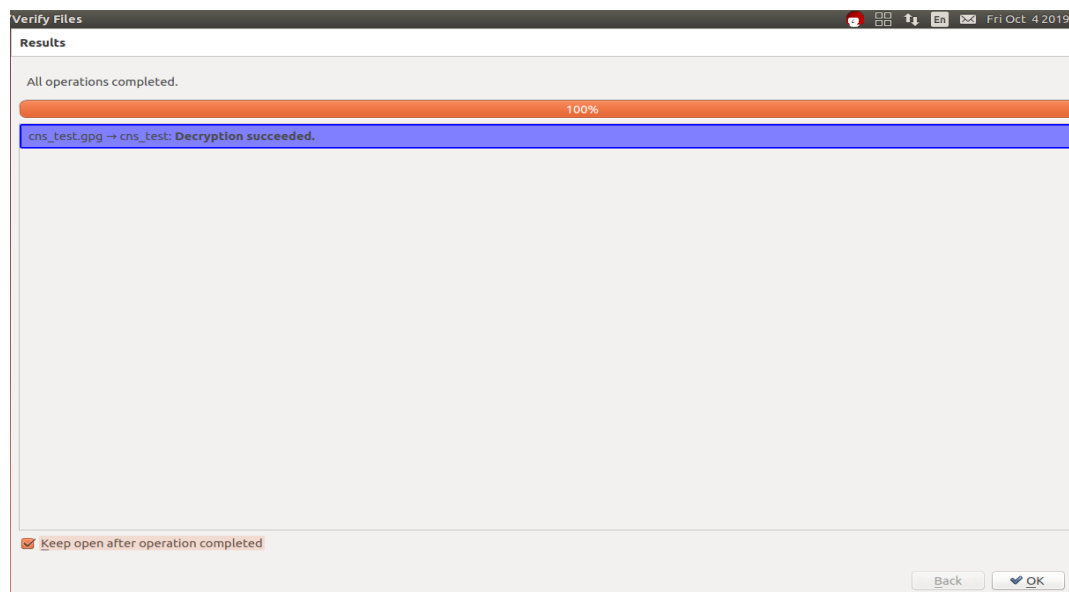 Verify Files
En Fri Oct 4 2019
Results
All operations completed.
100%
cns_test.gpg → cns_test: Decryption succeeded.
Keep open after operation completed
Back OK